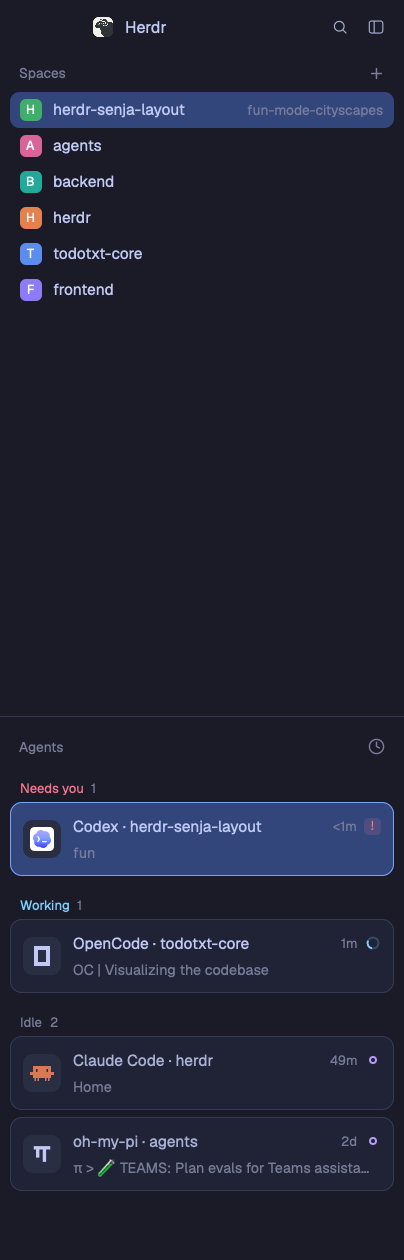 Herdr
Spaces
H herdr-senja-layout fun-mode-cityscapes
A agents
B backend
H herdr
T todotxt-core
F frontend
Agents
Needs you 1
Codex · herdr-senja-layout <1m !
fun
Working 1
OpenCode · todotxt-core 1m
OC | Visualizing the codebase
Idle 2
Claude Code · herdr 49m
Home
oh-my-pi · agents 2d
π > 🧪 TEAMS: Plan evals for Teams assista...